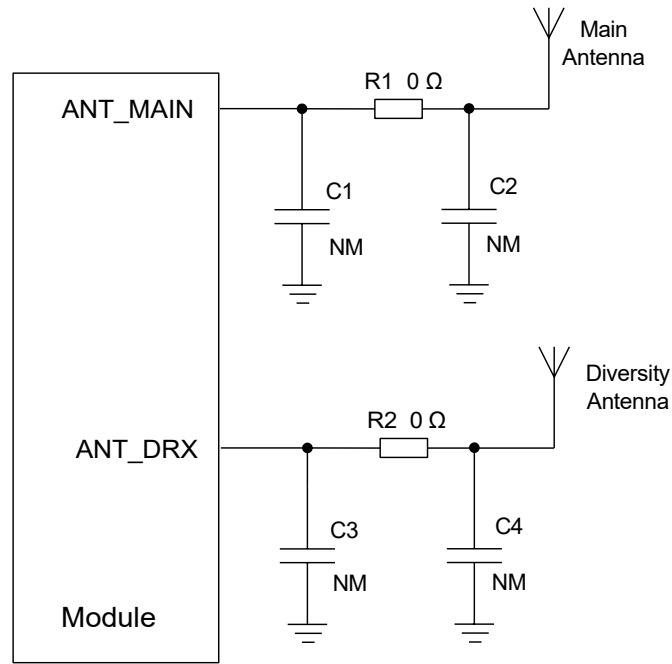 Main
Antenna
R1 0 Ω
ANT_MAIN
C1
C2
NM
NM
Diversity
Antenna
R2 0 Ω
ANT_DRX
C3
C4
NM
NM
Module